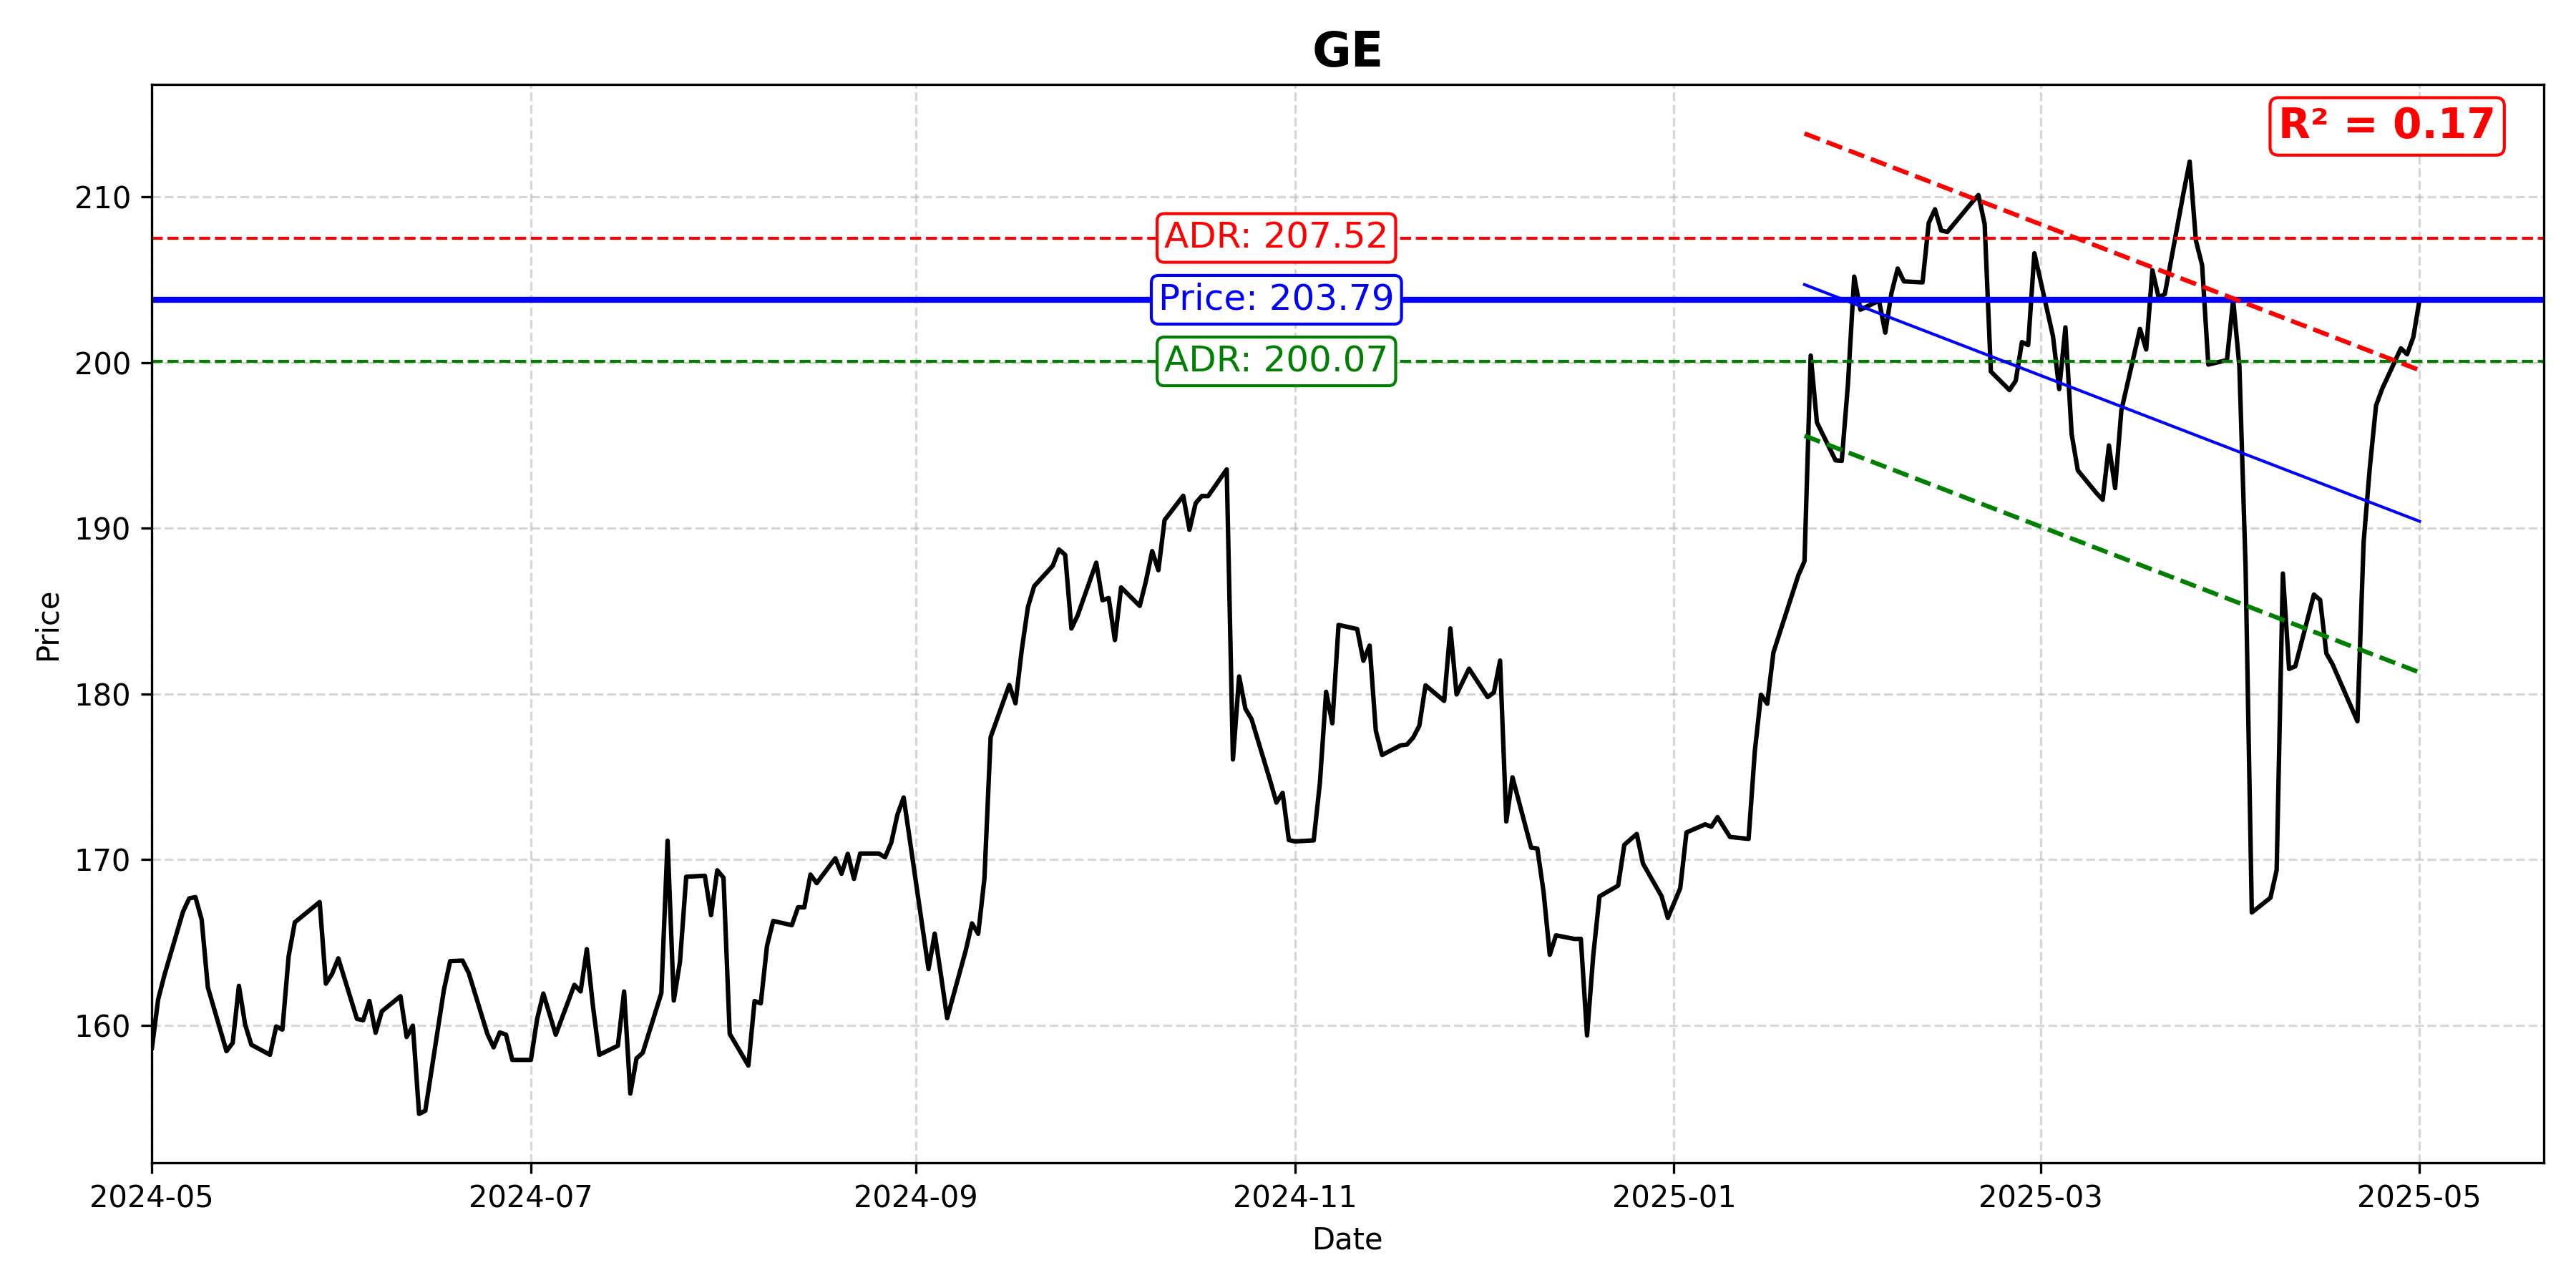 GE
R² = 0.17
210
ADR: 207.52
Price: 203.79
200
ADR: 200.07
190
Price
180
170
160
2024-05
2024-07
2024-09
2024-11
2025-01
2025-03
2025-05
Date